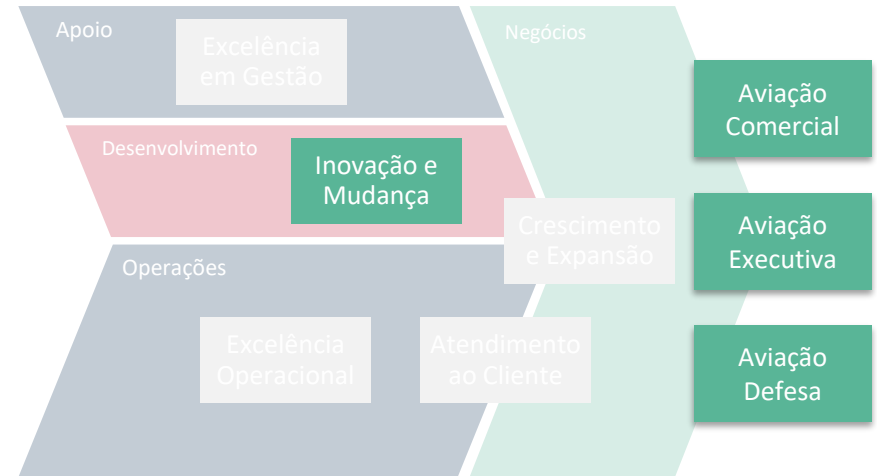 Apoio
Excelência
em Gestão
Negócios
Aviação
Comercial
Desenvolvimento
Inovação e
Mudança
Crescimento
e Expansão
Aviação
Executiva
Operações
Excelência
Operacional
Atendimento
ao Cliente
Aviação
Defesa